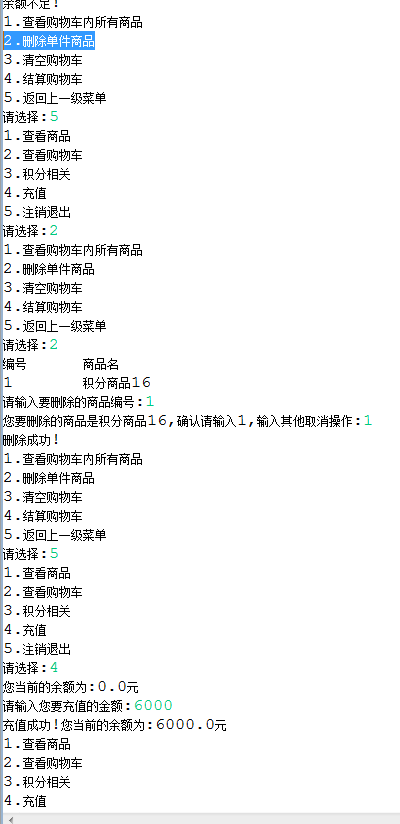 余额不足!
1.查看购物车内所有商品
2.删除单件商品
3.清空购物车
4.结算购物车
5.返回上一级菜单
请选择:5
1.查看商品
2.查看购物车
3.积分相关
4.充值
5.注销退出
请选择:2
1.查看购物车内所有商品
2.删除单件商品
3.清空购物车
4.结算购物车
5.返回上一级菜单
请选择:2
编号 商品名
1 积分商品16
请输入要删除的商品编号:1
您要删除的商品是积分商品16,确认请输入1,输入其他取消操作:1
删除成功!
1.查看购物车内所有商品
2.删除单件商品
3.清空购物车
4.结算购物车
5.返回上一级菜单
请选择:5
1.查看商品
2.查看购物车
3.积分相关
4.充值
5.注销退出
请选择:4
您当前的余额为:0.0元
请输入您要充值的金额:6000
充值成功!您当前的余额为:6000.0元
1.查看商品
2.查看购物车
3.积分相关
4.充值